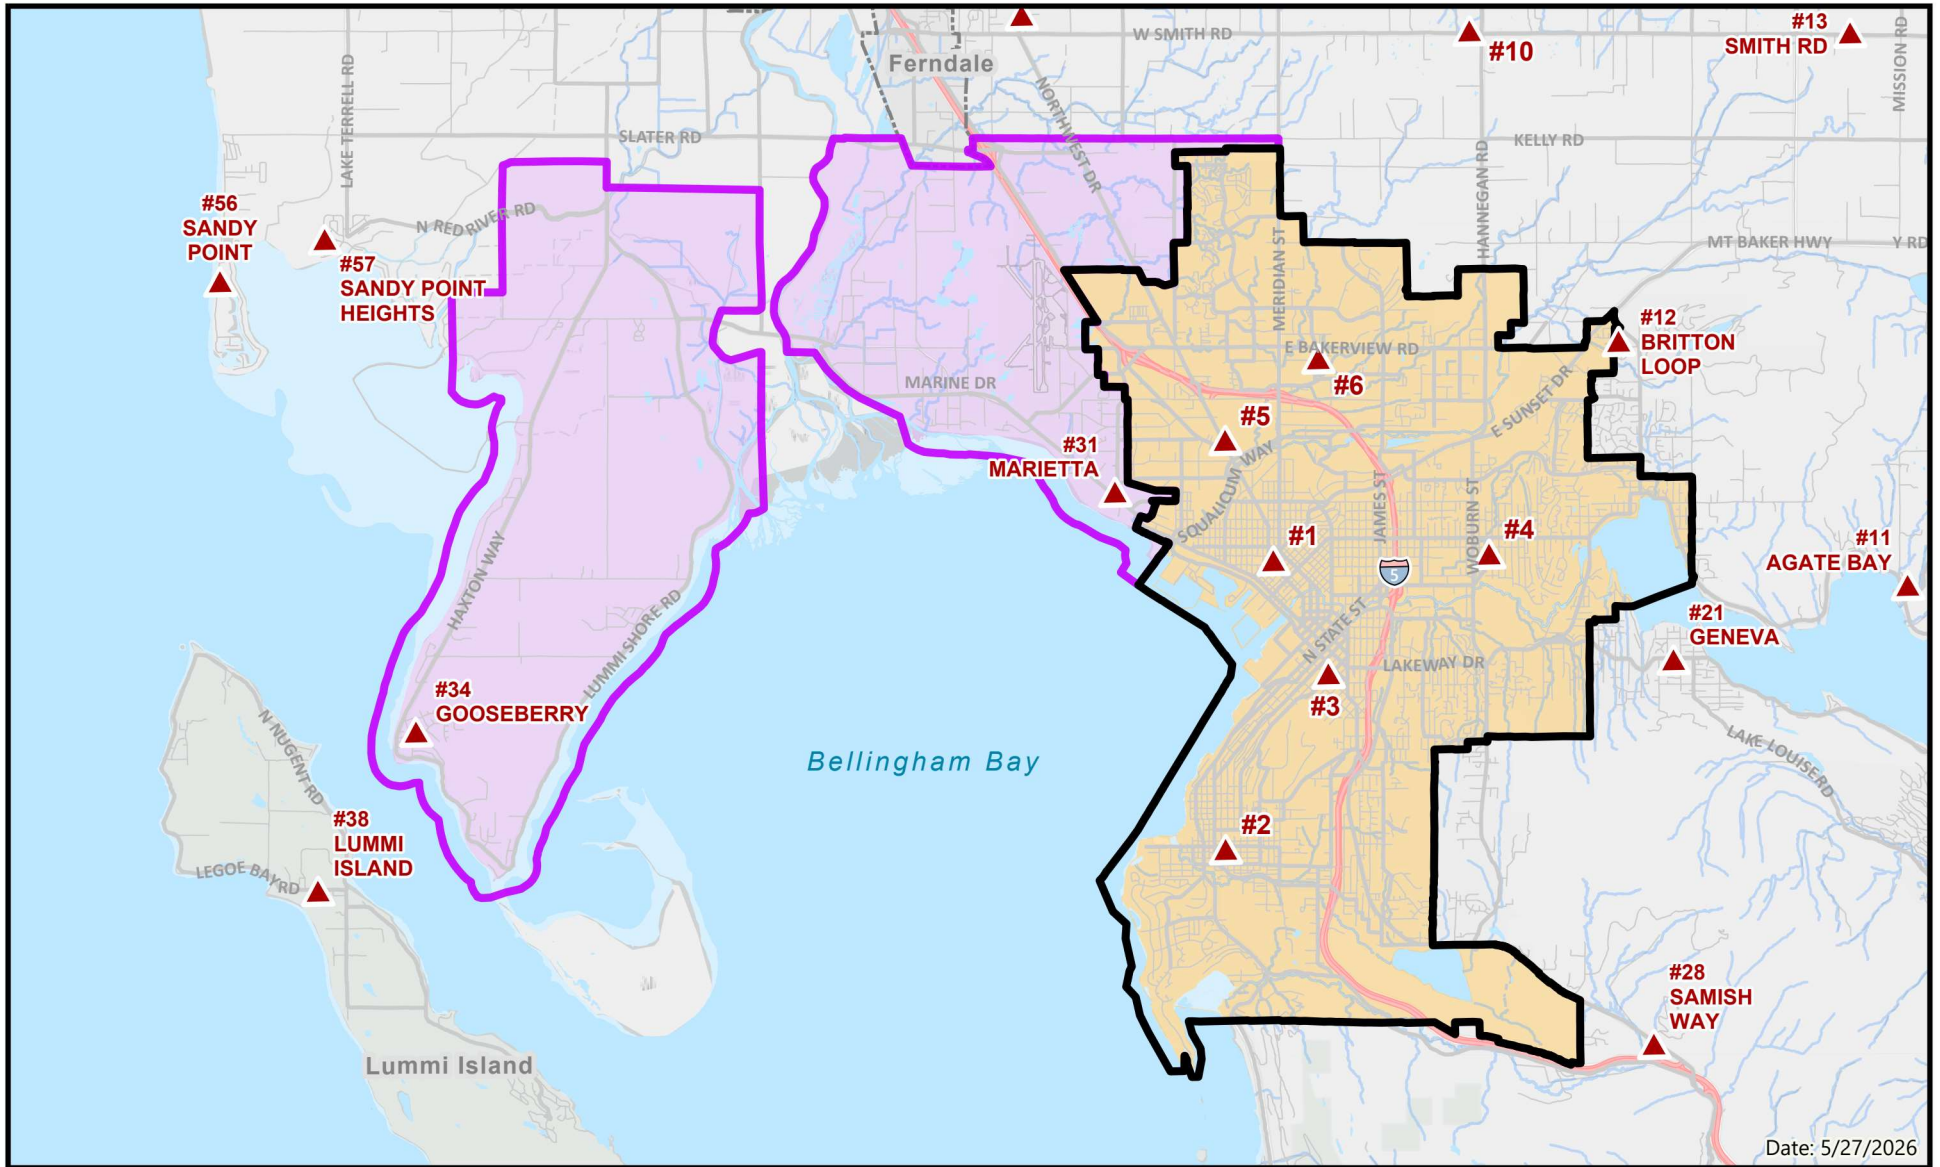 #13
SMITH RD
MISSION RD
W SMITH RD
#10
Ferndale
LAKE TERRELL RD
NORTHWEST DR
SLATER RD
KELLY RD
HANNEGAN RD
#56
SANDY
POINT
N RED RIVER RD
MERIDIAN ST
MT BAKER HWY
Y RD
#57
SANDY POINT
HEIGHTS
#12
BRITTON
LOOP
E BAKERVIEW RD
#6
MARINE DR
E SUNSET DR
#5
#31
MARIETTA
SQUALICUM WAY
JAMES ST
WOBURN ST
#1
#4
#11
AGATE BAY
5
HAXTON WAY
LUMMI SHORE RD
N STATE ST
#21
GENEVA
LAKEWAY DR
#3
#34
GOOSEBERRY
N NUGENT RD
LAKE LOUISE RD
Bellingham Bay
#38
LUMMI
ISLAND
#2
LEGOE BAY RD
#28
SAMISH
WAY
Lummi Island
Date: 5/27/2026